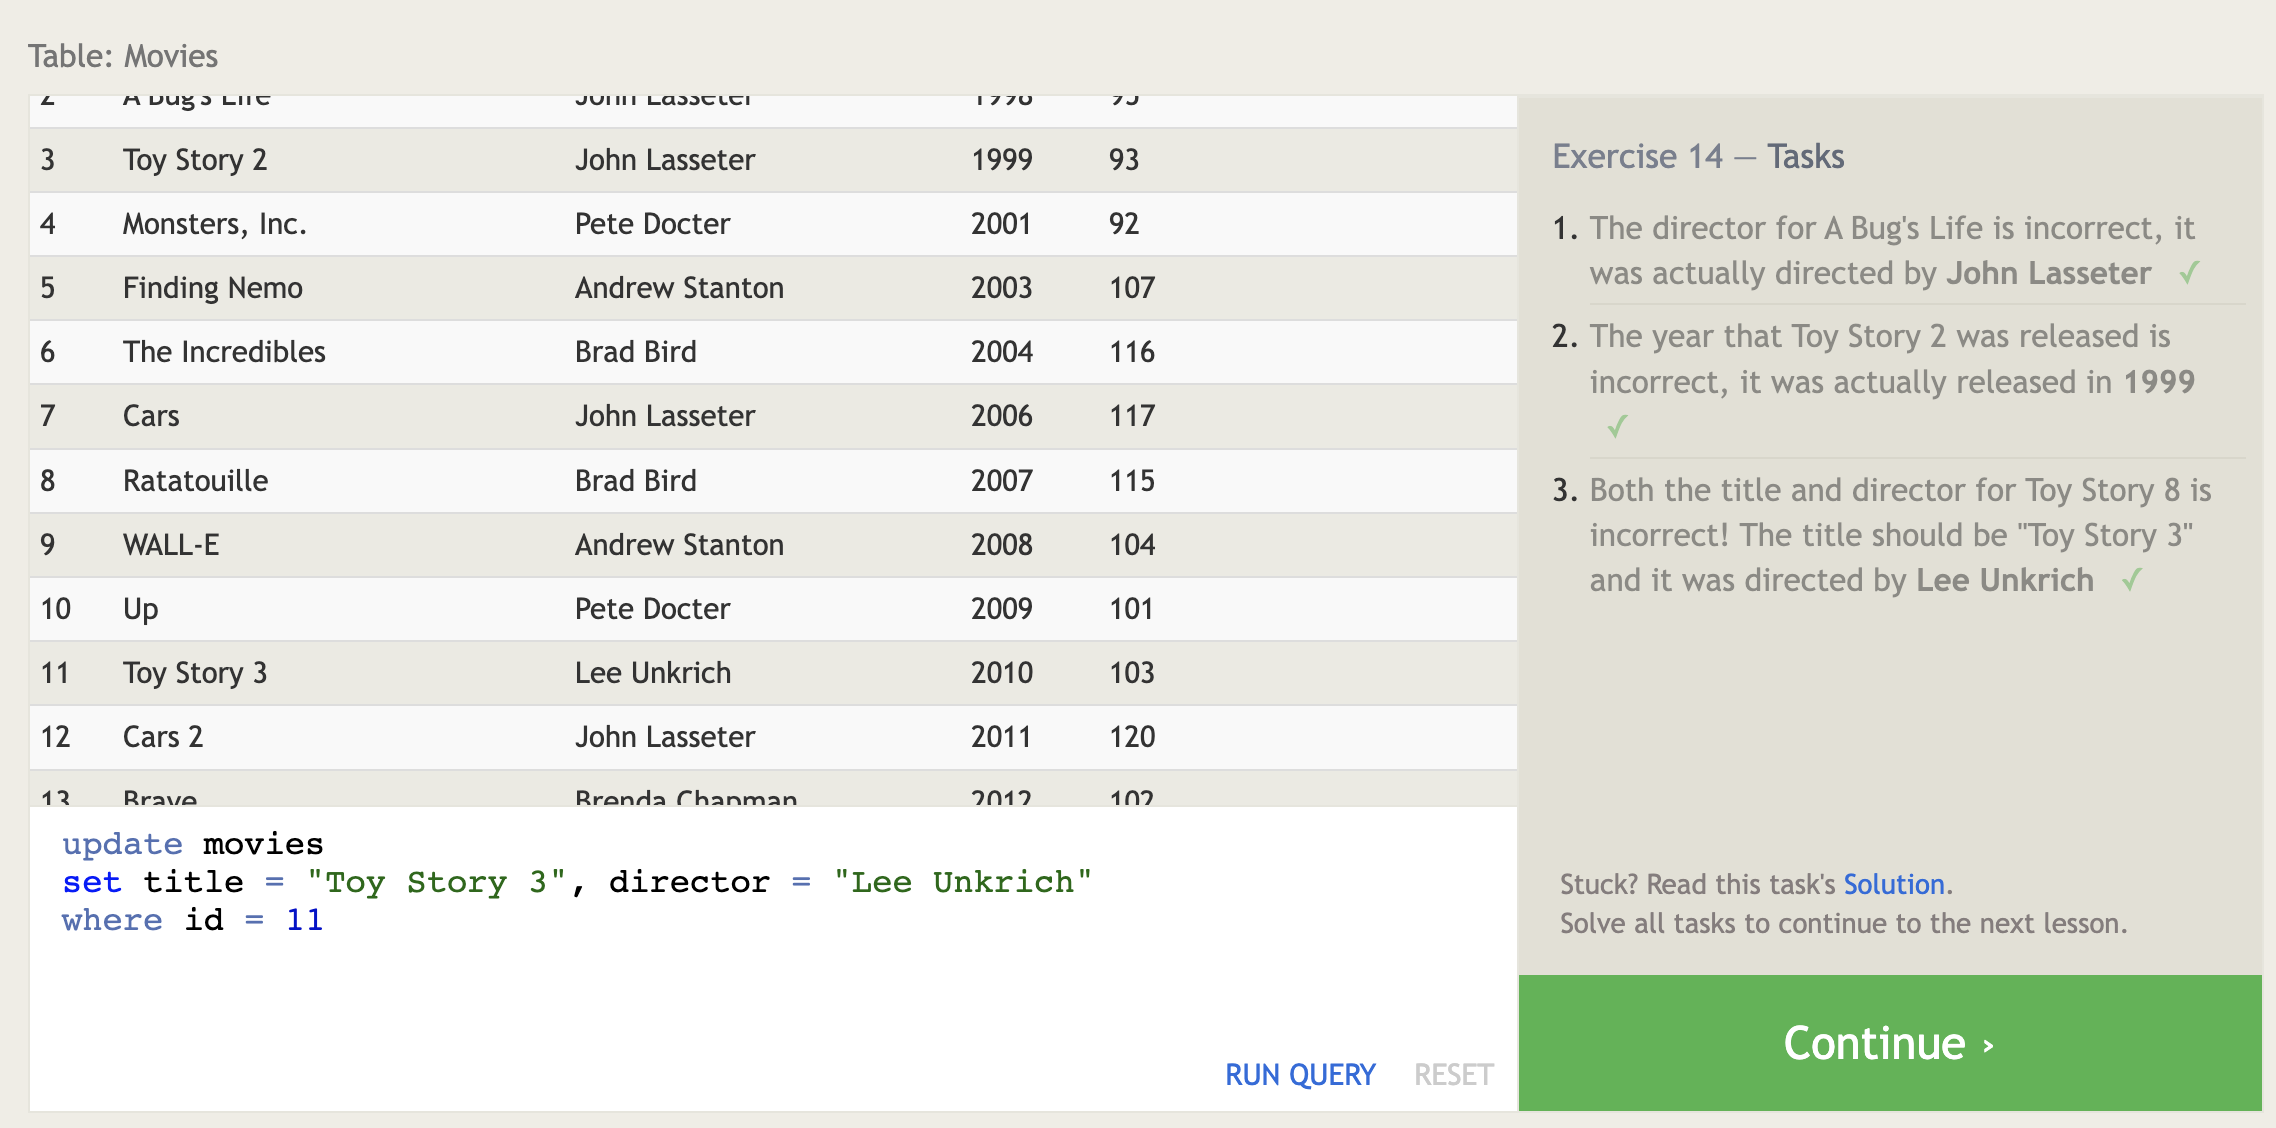 Table: Movies
2 A Bug's Life John Lasseter 1998 95
3 Toy Story 2 John Lasseter 1999 93
4 Monsters, Inc. Pete Docter 2001 92
5 Finding Nemo Andrew Stanton 2003 107
6 The Incredibles Brad Bird 2004 116
7 Cars John Lasseter 2006 117
8 Ratatouille Brad Bird 2007 115
9 WALL-E Andrew Stanton 2008 104
10 Up Pete Docter 2009 101
11 Toy Story 3 Lee Unkrich 2010 103
12 Cars 2 John Lasseter 2011 120
13 Brave Brenda Chapman 2012 102
update movies
set title = "Toy Story 3", director = "Lee Unkrich"
where id = 11
RUN QUERY RESET
Exercise 14 — Tasks
1. The director for A Bug's Life is incorrect, it
was actually directed by John Lasseter ✓
2. The year that Toy Story 2 was released is
incorrect, it was actually released in 1999
✓
3. Both the title and director for Toy Story 8 is
incorrect! The title should be "Toy Story 3"
and it was directed by Lee Unkrich ✓
Stuck? Read this task's Solution.
Solve all tasks to continue to the next lesson.
Continue ›